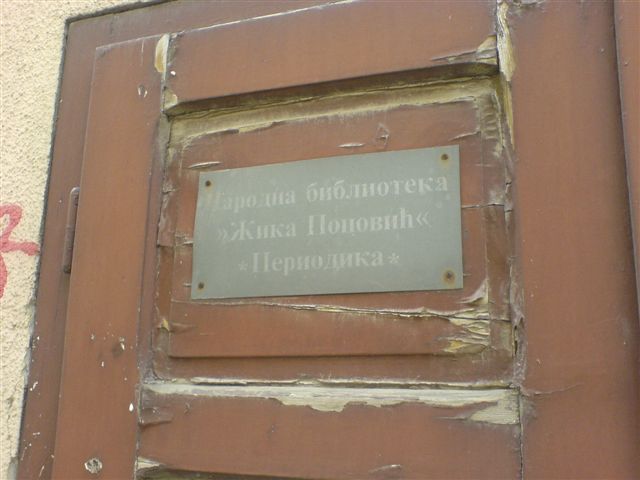 Народна библиотека
»Жика Поповић«
*Периодика*